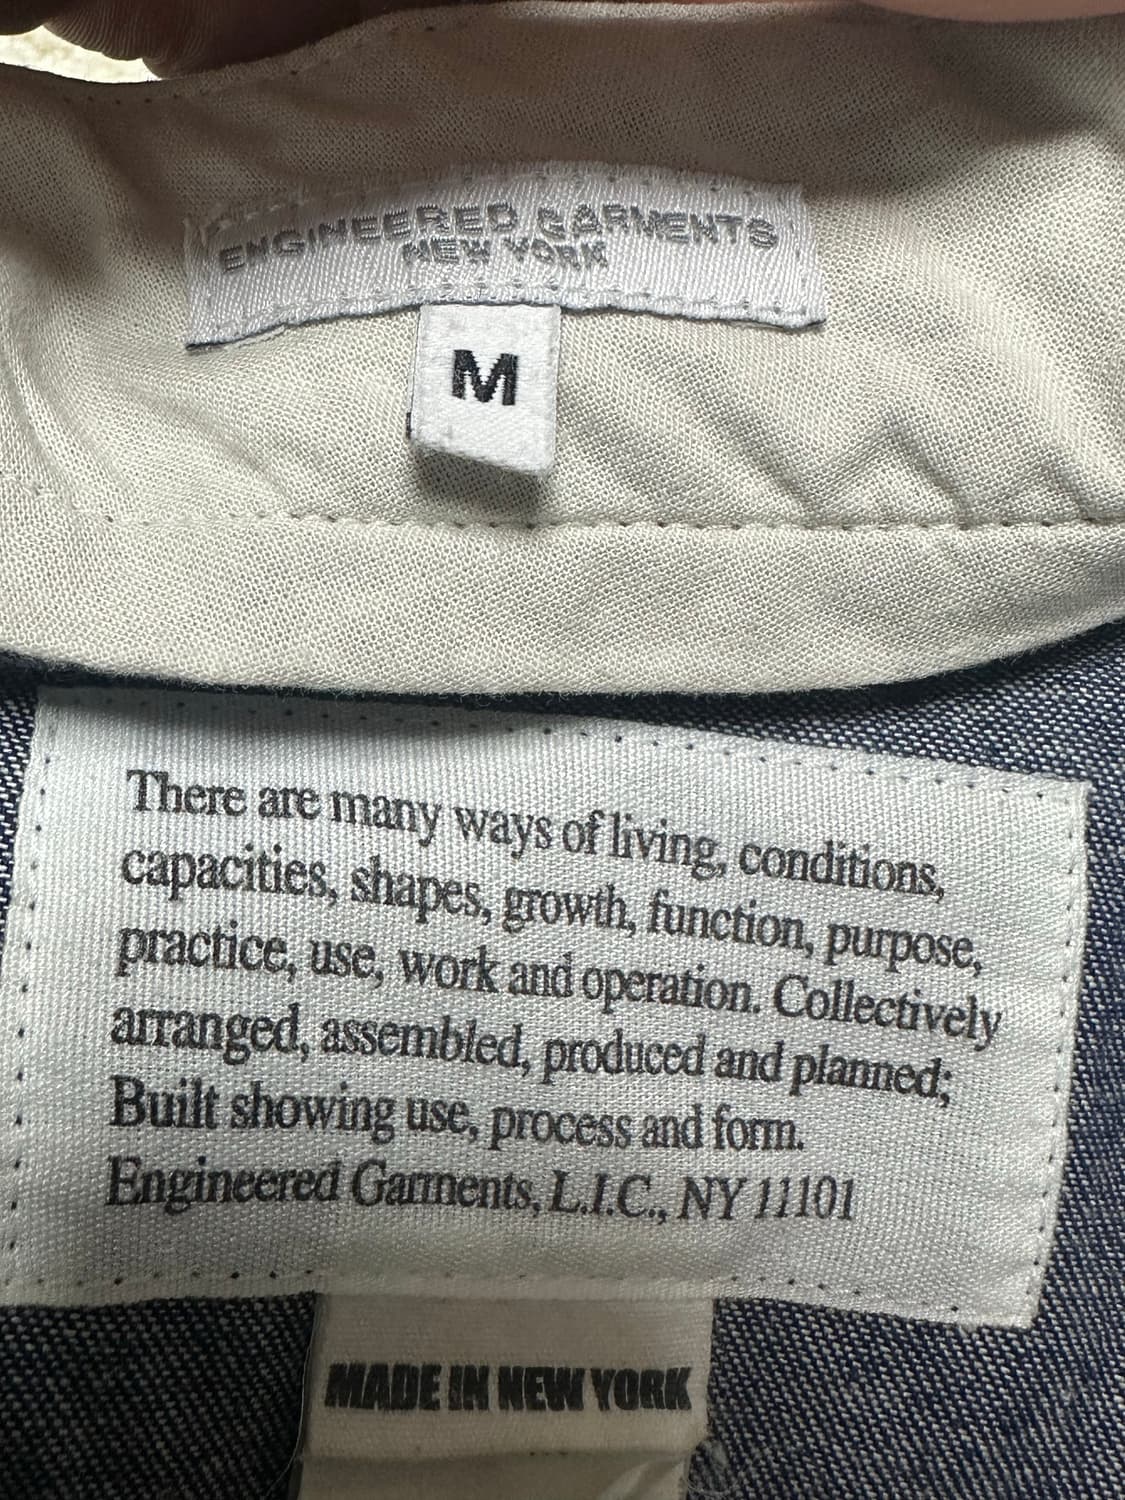 ENGINEERED GARMENTS
NEW YORK
M
There are many ways of living, conditions,
capacities, shapes, growth, function, purpose,
practice, use, work and operation. Collectively
arranged, assembled, produced and planned;
Built showing use, process and form.
Engineered Garments, L.I.C., NY 11101
MADE IN NEW YORK